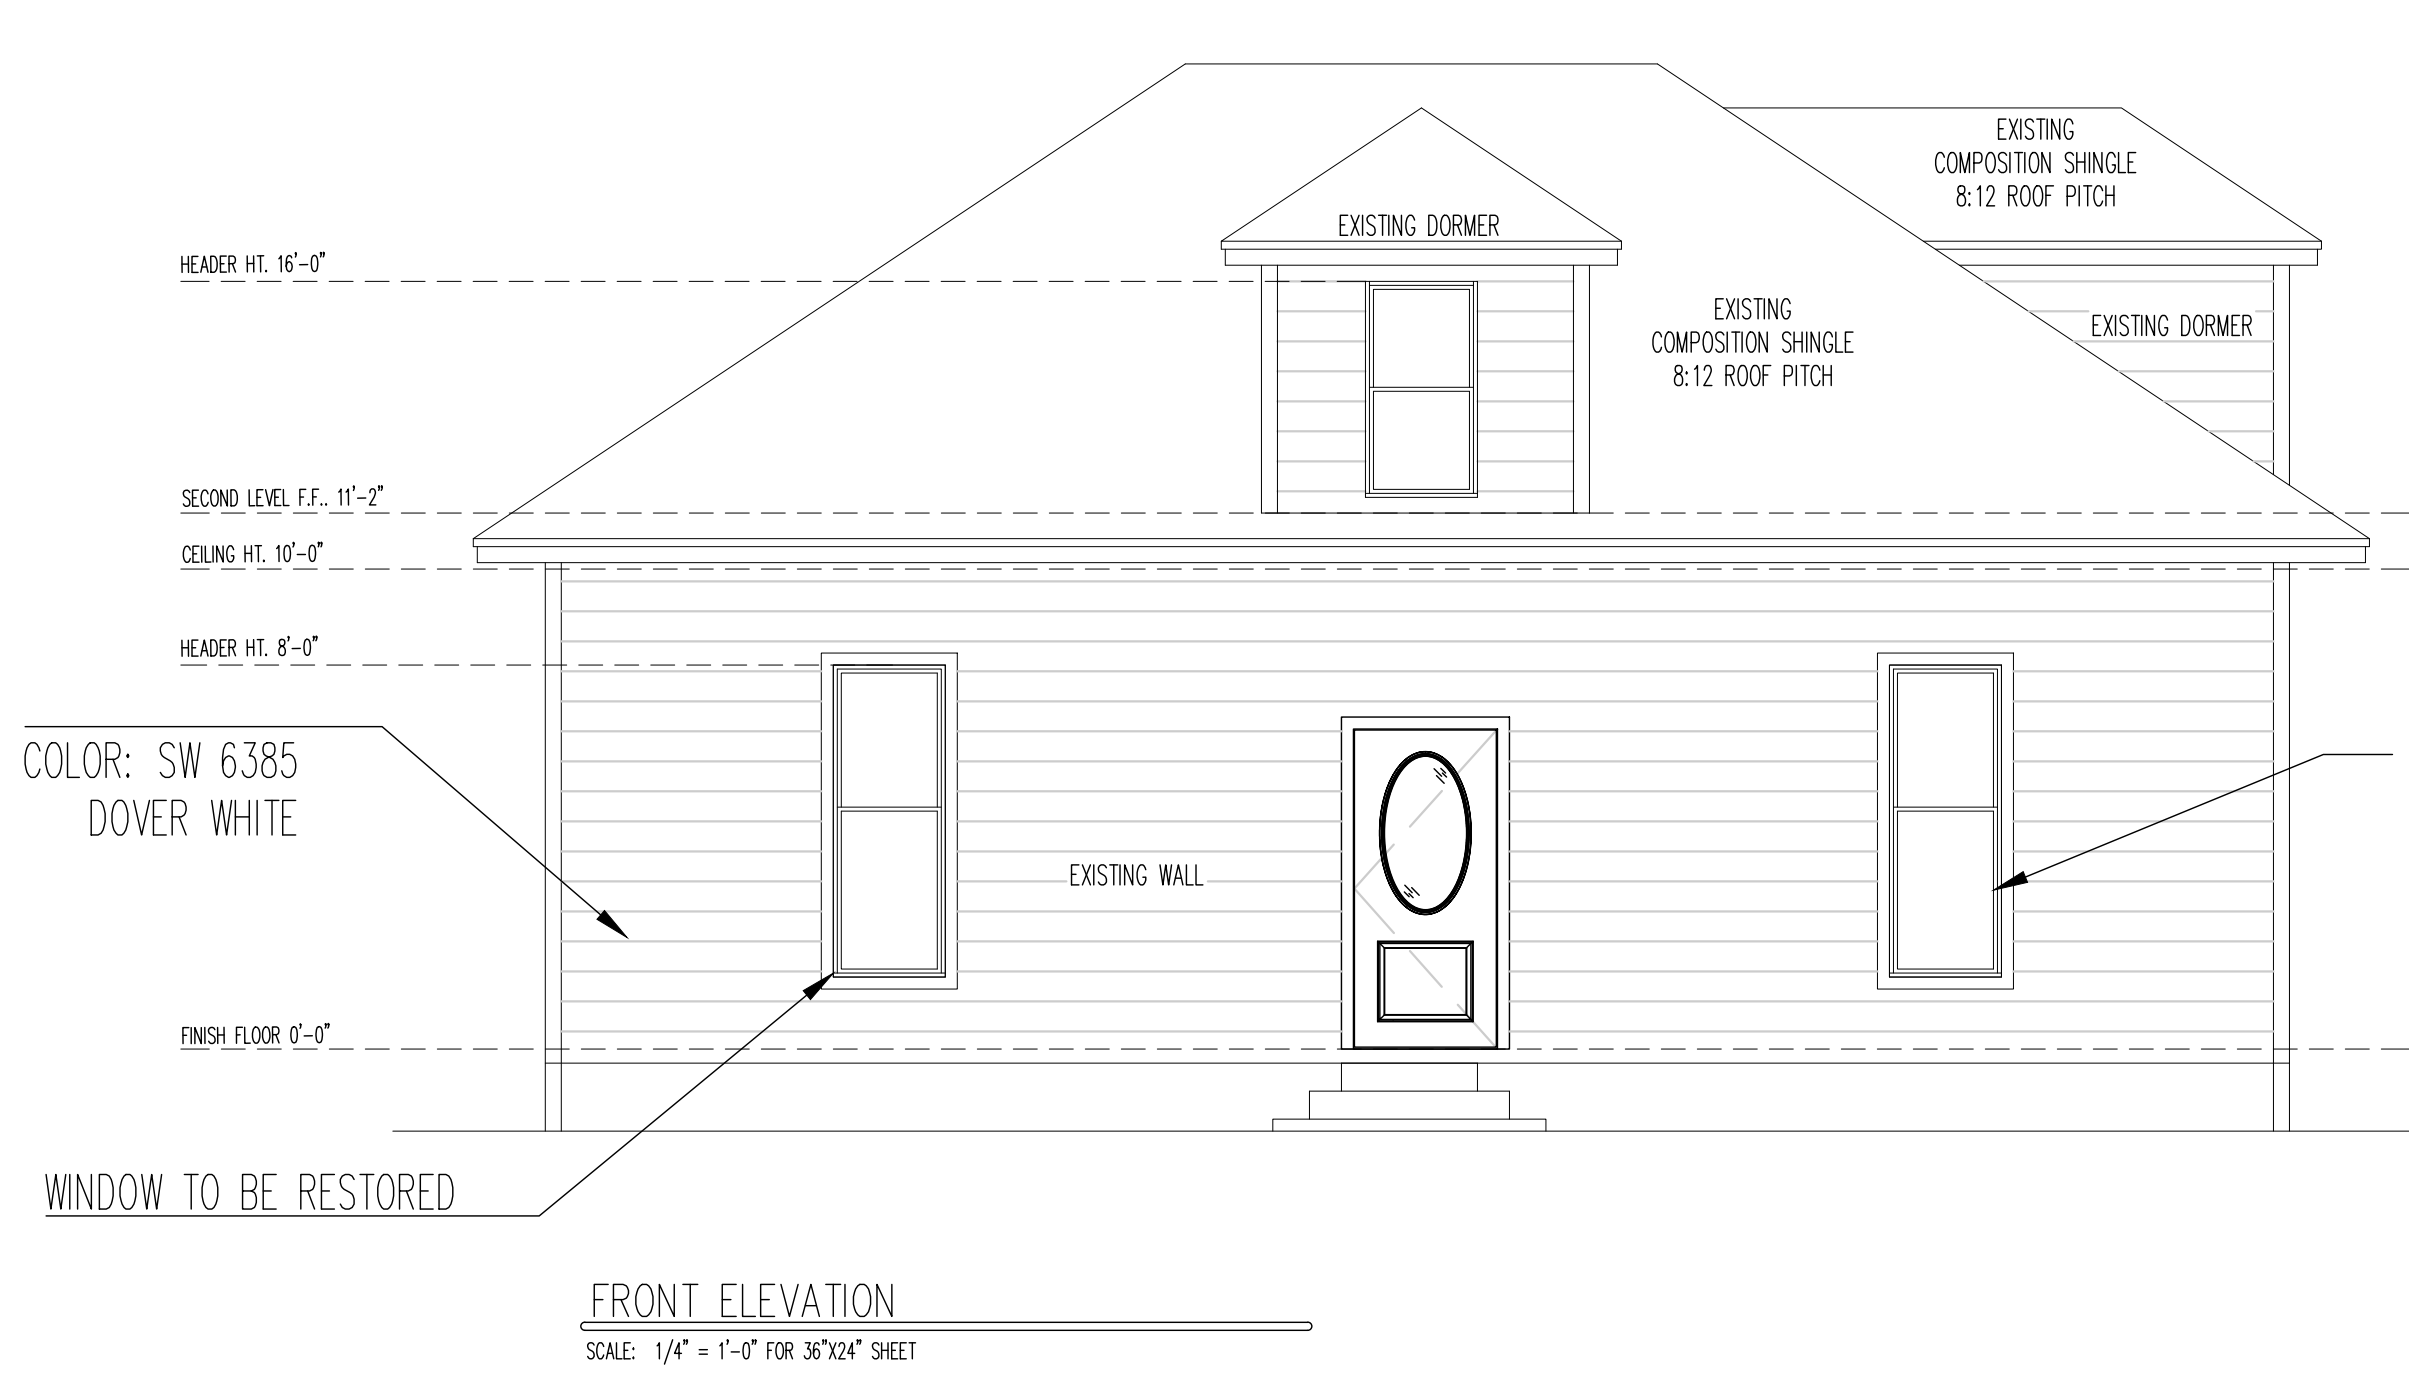 EXISTING
COMPOSITION SHINGLE
8:12 ROOF PITCH
EXISTING DORMER
HEADER HT. 16'-0"
EXISTING
COMPOSITION SHINGLE
8:12 ROOF PITCH
EXISTING DORMER
SECOND LEVEL F.F.. 11'-2"
CEILING HT. 10'-0"
HEADER HT. 8'-0"
COLOR: SW 6385
DOVER WHITE
EXISTING WALL
FINISH FLOOR 0'-0"
WINDOW TO BE RESTORED
FRONT ELEVATION
SCALE: 1/4" = 1'-0" FOR 36"X24" SHEET